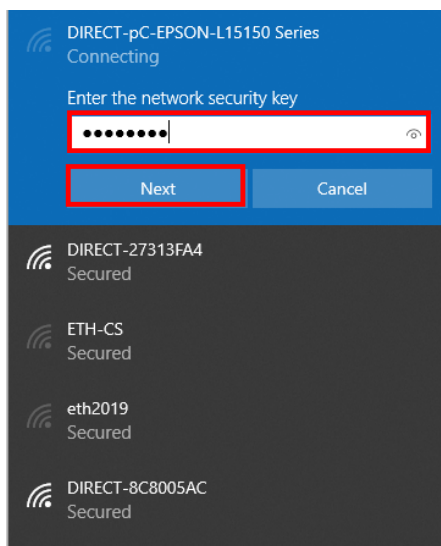 DIRECT-pC-EPSON-L15150 Series
Connecting
Enter the network security key
••••••••
Next
Cancel
DIRECT-27313FA4
Secured
ETH-CS
Secured
eth2019
Secured
DIRECT-8C8005AC
Secured